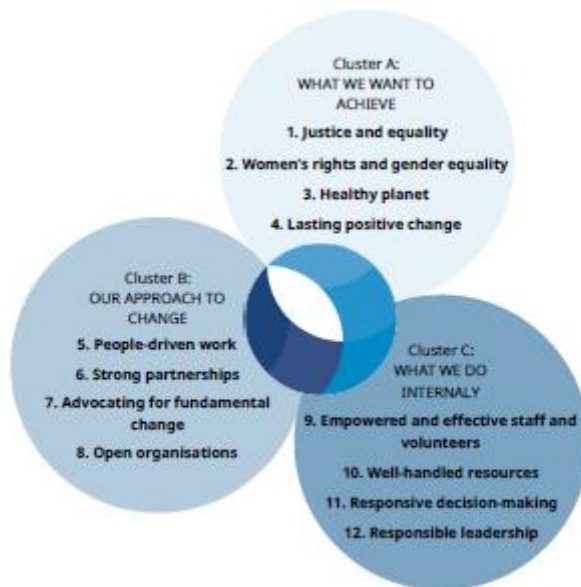 Cluster A:
WHAT WE WANT TO
ACHIEVE
1. Justice and equality
2. Women's rights and gender equality
3. Healthy planet
4. Lasting positive change
Cluster B:
OUR APPROACH TO
CHANGE
5. People-driven work
6. Strong partnerships
7. Advocating for fundamental
change
8. Open organisations
Cluster C:
WHAT WE DO
INTERNALY
9. Empowered and effective staff and
volunteers
10. Well-handled resources
11. Responsive decision-making
12. Responsible leadership